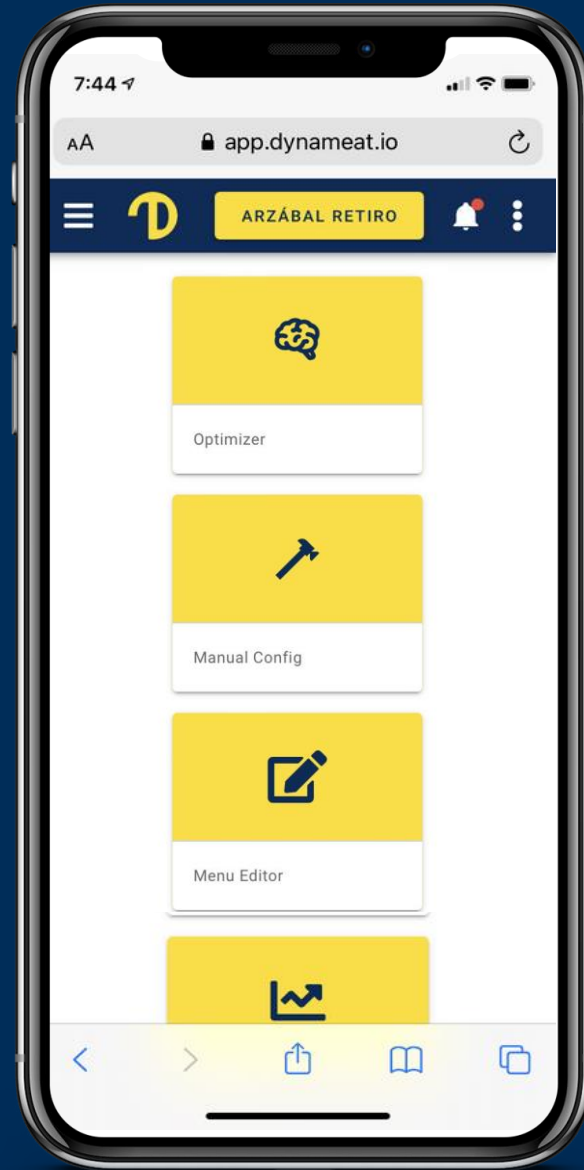 7:44
AA app.dynameat.io
ARZÁBAL RETIRO
Optimizer
Manual Config
Menu Editor